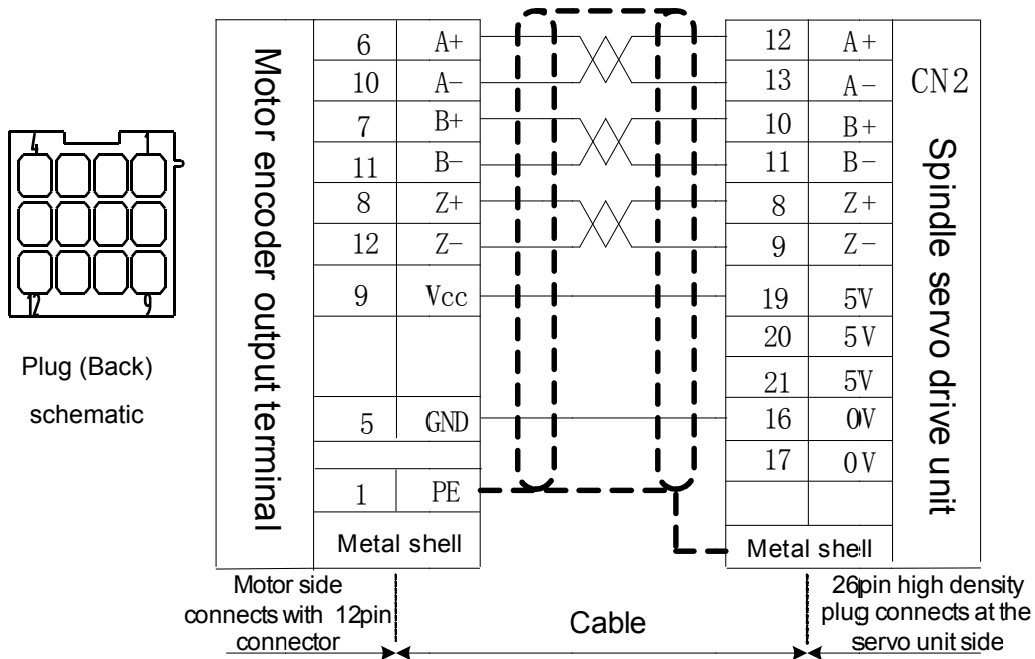 4 1
12 9
Plug (Back)
schematic
Motor encoder output terminal
6 A+
10 A-
7 B+
11 B-
8 Z+
12 Z-
9 Vcc
5 GND
1 PE
Metal shell
12 A+
13 A-
10 B+
11 B-
8 Z+
9 Z-
19 5V
20 5V
21 5V
16 0V
17 0V
Metal shell
CN2
Spindle servo drive unit
Motor side
connects with 12pin
connector
Cable
26pin high density
plug connects at the
servo unit side